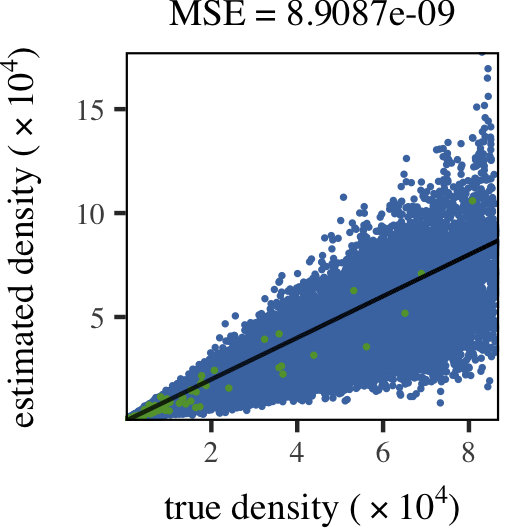 MSE = 8.9087e-09
estimated density (×10⁴)
15
10
5
2 4 6 8
true density (×10⁴)